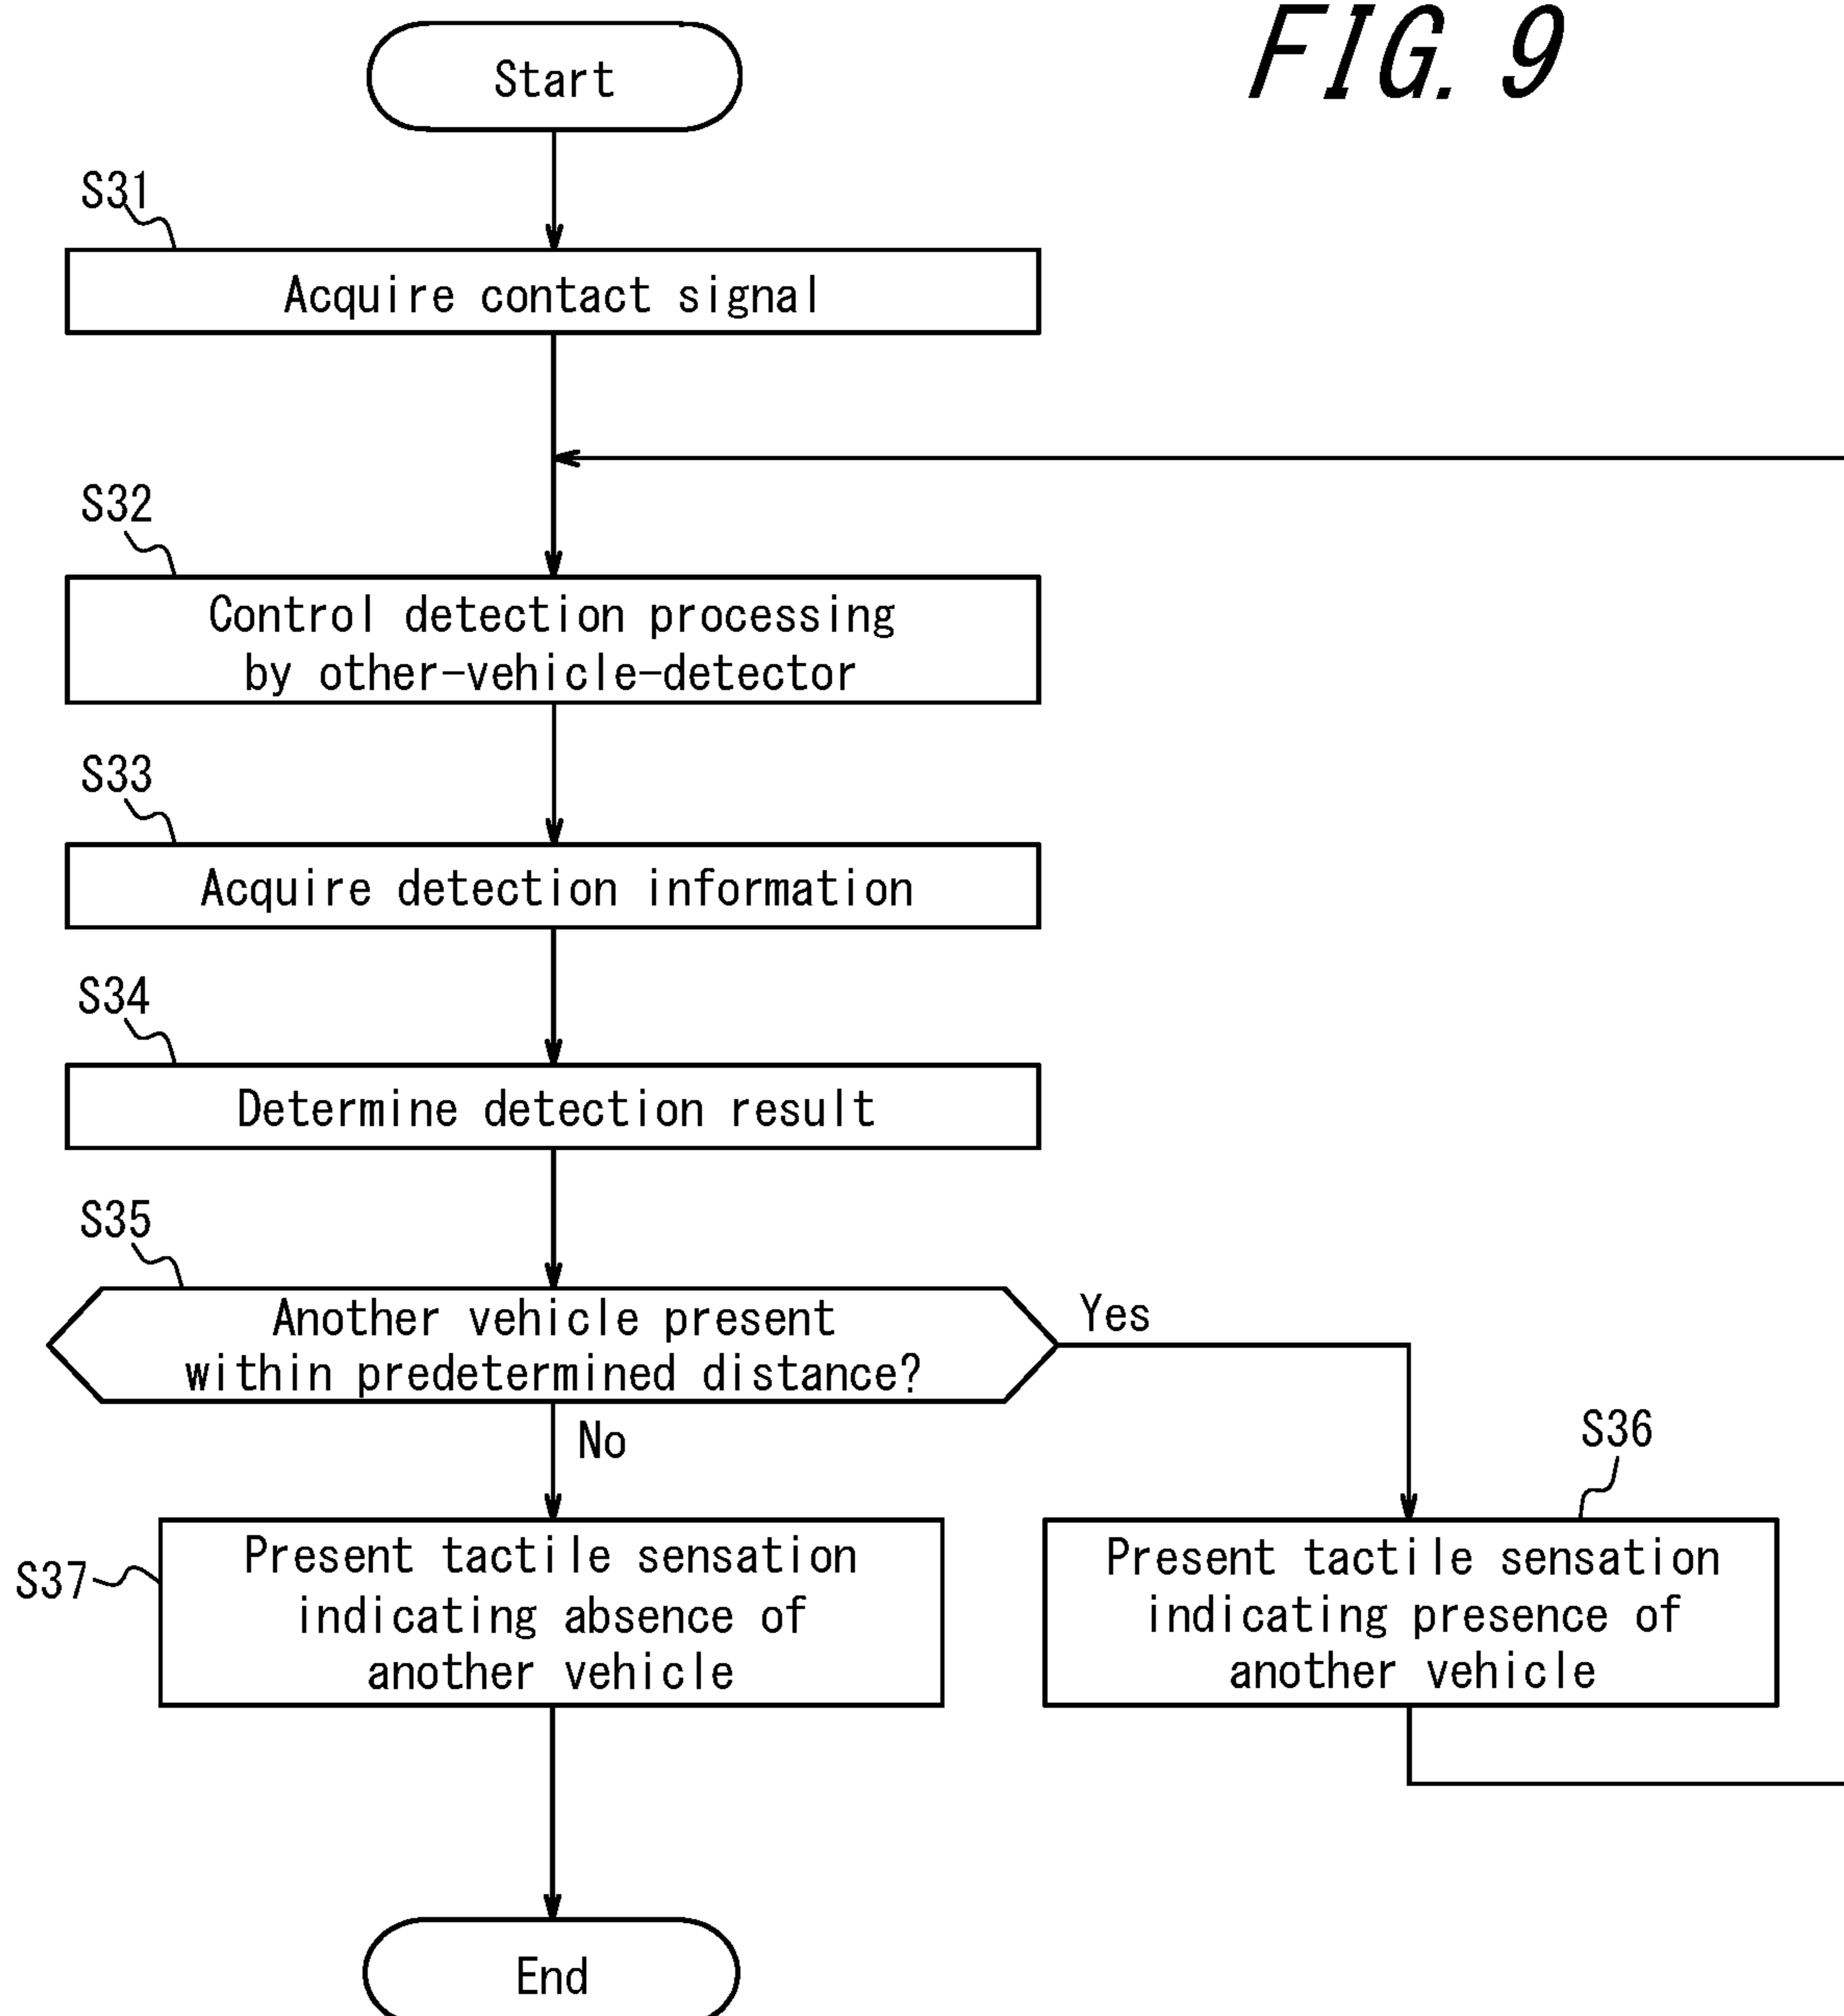 FIG. 9
Start
S31
Acquire contact signal
S32
Control detection processing
by other-vehicle-detector
S33
Acquire detection information
S34
Determine detection result
S35
Another vehicle present
within predetermined distance?
Yes
No
S36
Present tactile sensation
indicating presence of
another vehicle
S37
Present tactile sensation
indicating absence of
another vehicle
End